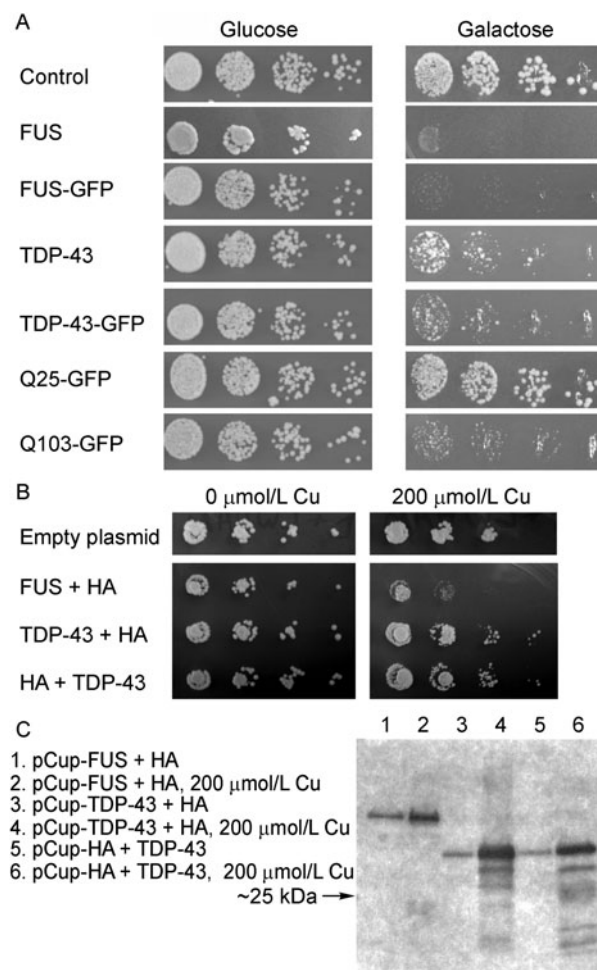 A
Glucose Galactose
Control
FUS
FUS-GFP
TDP-43
TDP-43-GFP
Q25-GFP
Q103-GFP
B
0 μmol/L Cu 200 μmol/L Cu
Empty plasmid
FUS + HA
TDP-43 + HA
HA + TDP-43
C
1 2 3 4 5 6
1. pCup-FUS + HA
2. pCup-FUS + HA, 200 μmol/L Cu
3. pCup-TDP-43 + HA
4. pCup-TDP-43 + HA, 200 μmol/L Cu
5. pCup-HA + TDP-43
6. pCup-HA + TDP-43, 200 μmol/L Cu
~25 kDa